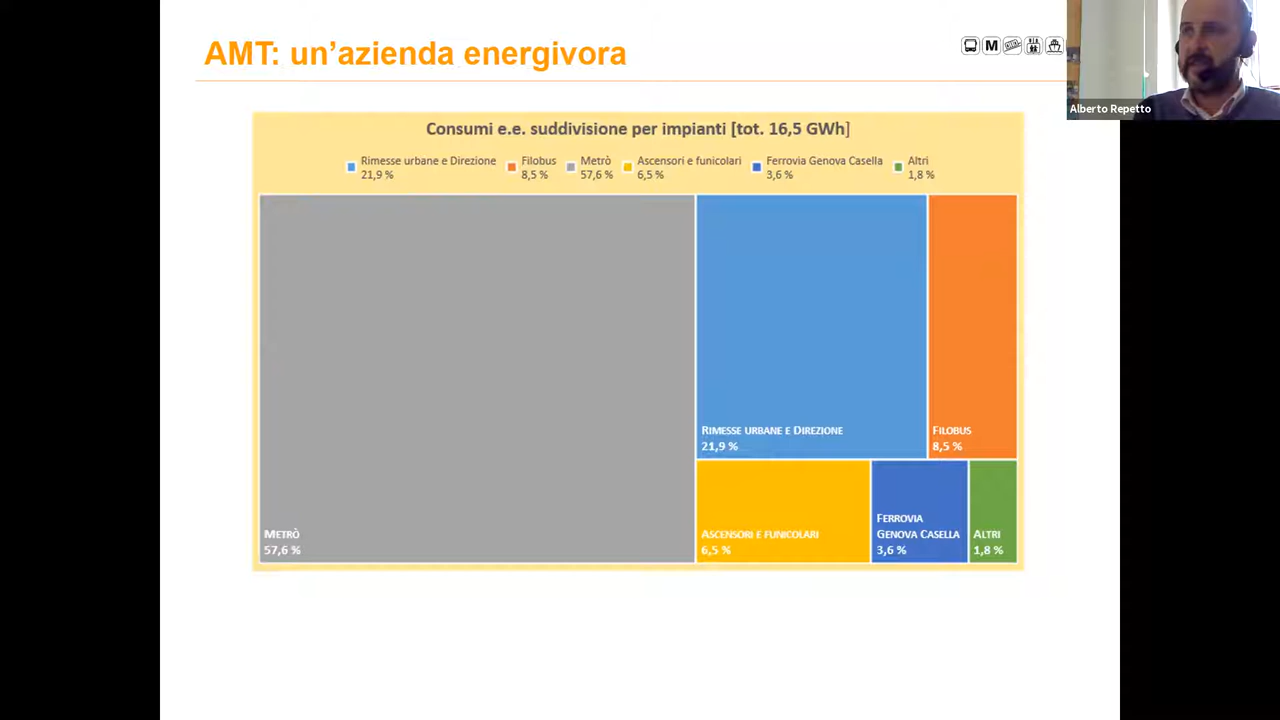 AMT: un'azienda energivora
M
Alberto Repetto
Consumi e.e. suddivisione per impianti [tot. 16,5 GWh]
Rimesse urbane e Direzione
21,9 %
Filobus
8,5 %
Metrò
57,6 %
Ascensori e funicolari
6,5 %
Ferrovia Genova Casella
3,6 %
Altri
1,8 %
RIMESSE URBANE E DIREZIONE
21,9 %
FILOBUS
8,5 %
METRÒ
57,6 %
ASCENSORI E FUNICOLARI
6,5 %
FERROVIA
GENOVA CASELLA
3,6 %
ALTRI
1,8 %